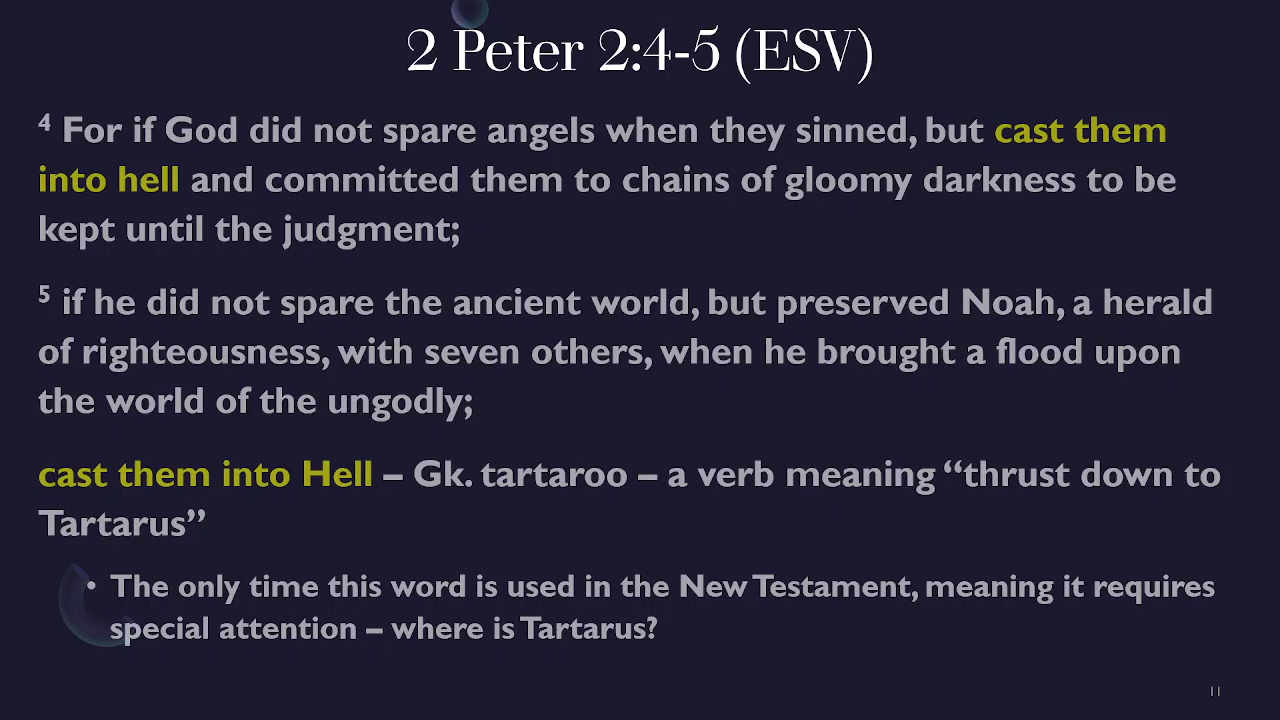 2 Peter 2:4-5 (ESV)
4 For if God did not spare angels when they sinned, but cast them
into hell and committed them to chains of gloomy darkness to be
kept until the judgment;
5 if he did not spare the ancient world, but preserved Noah, a herald
of righteousness, with seven others, when he brought a flood upon
the world of the ungodly;
cast them into Hell – Gk. tartaroo – a verb meaning “thrust down to
Tartarus”
• The only time this word is used in the New Testament, meaning it requires
special attention – where is Tartarus?
11